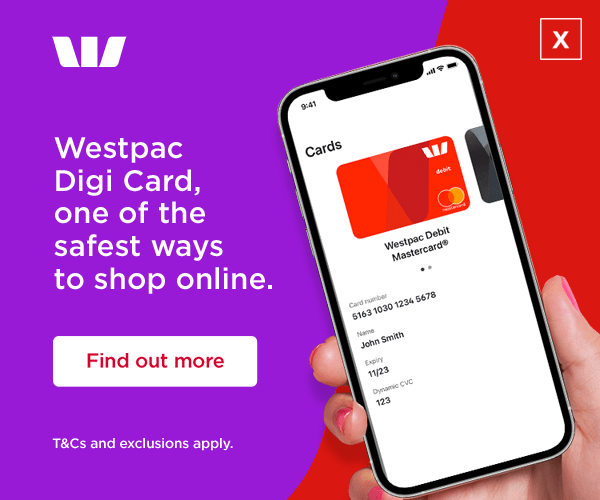 X
Westpac
Digi Card,
one of the
safest ways
to shop online.
Find out more
T&Cs and exclusions apply.
9:41
Cards
debit
mastercard
Westpac Debit
Mastercard®
Card number
5163 1030 1234 5678
Name
John Smith
Expiry
11/23
Dynamic CVC
123